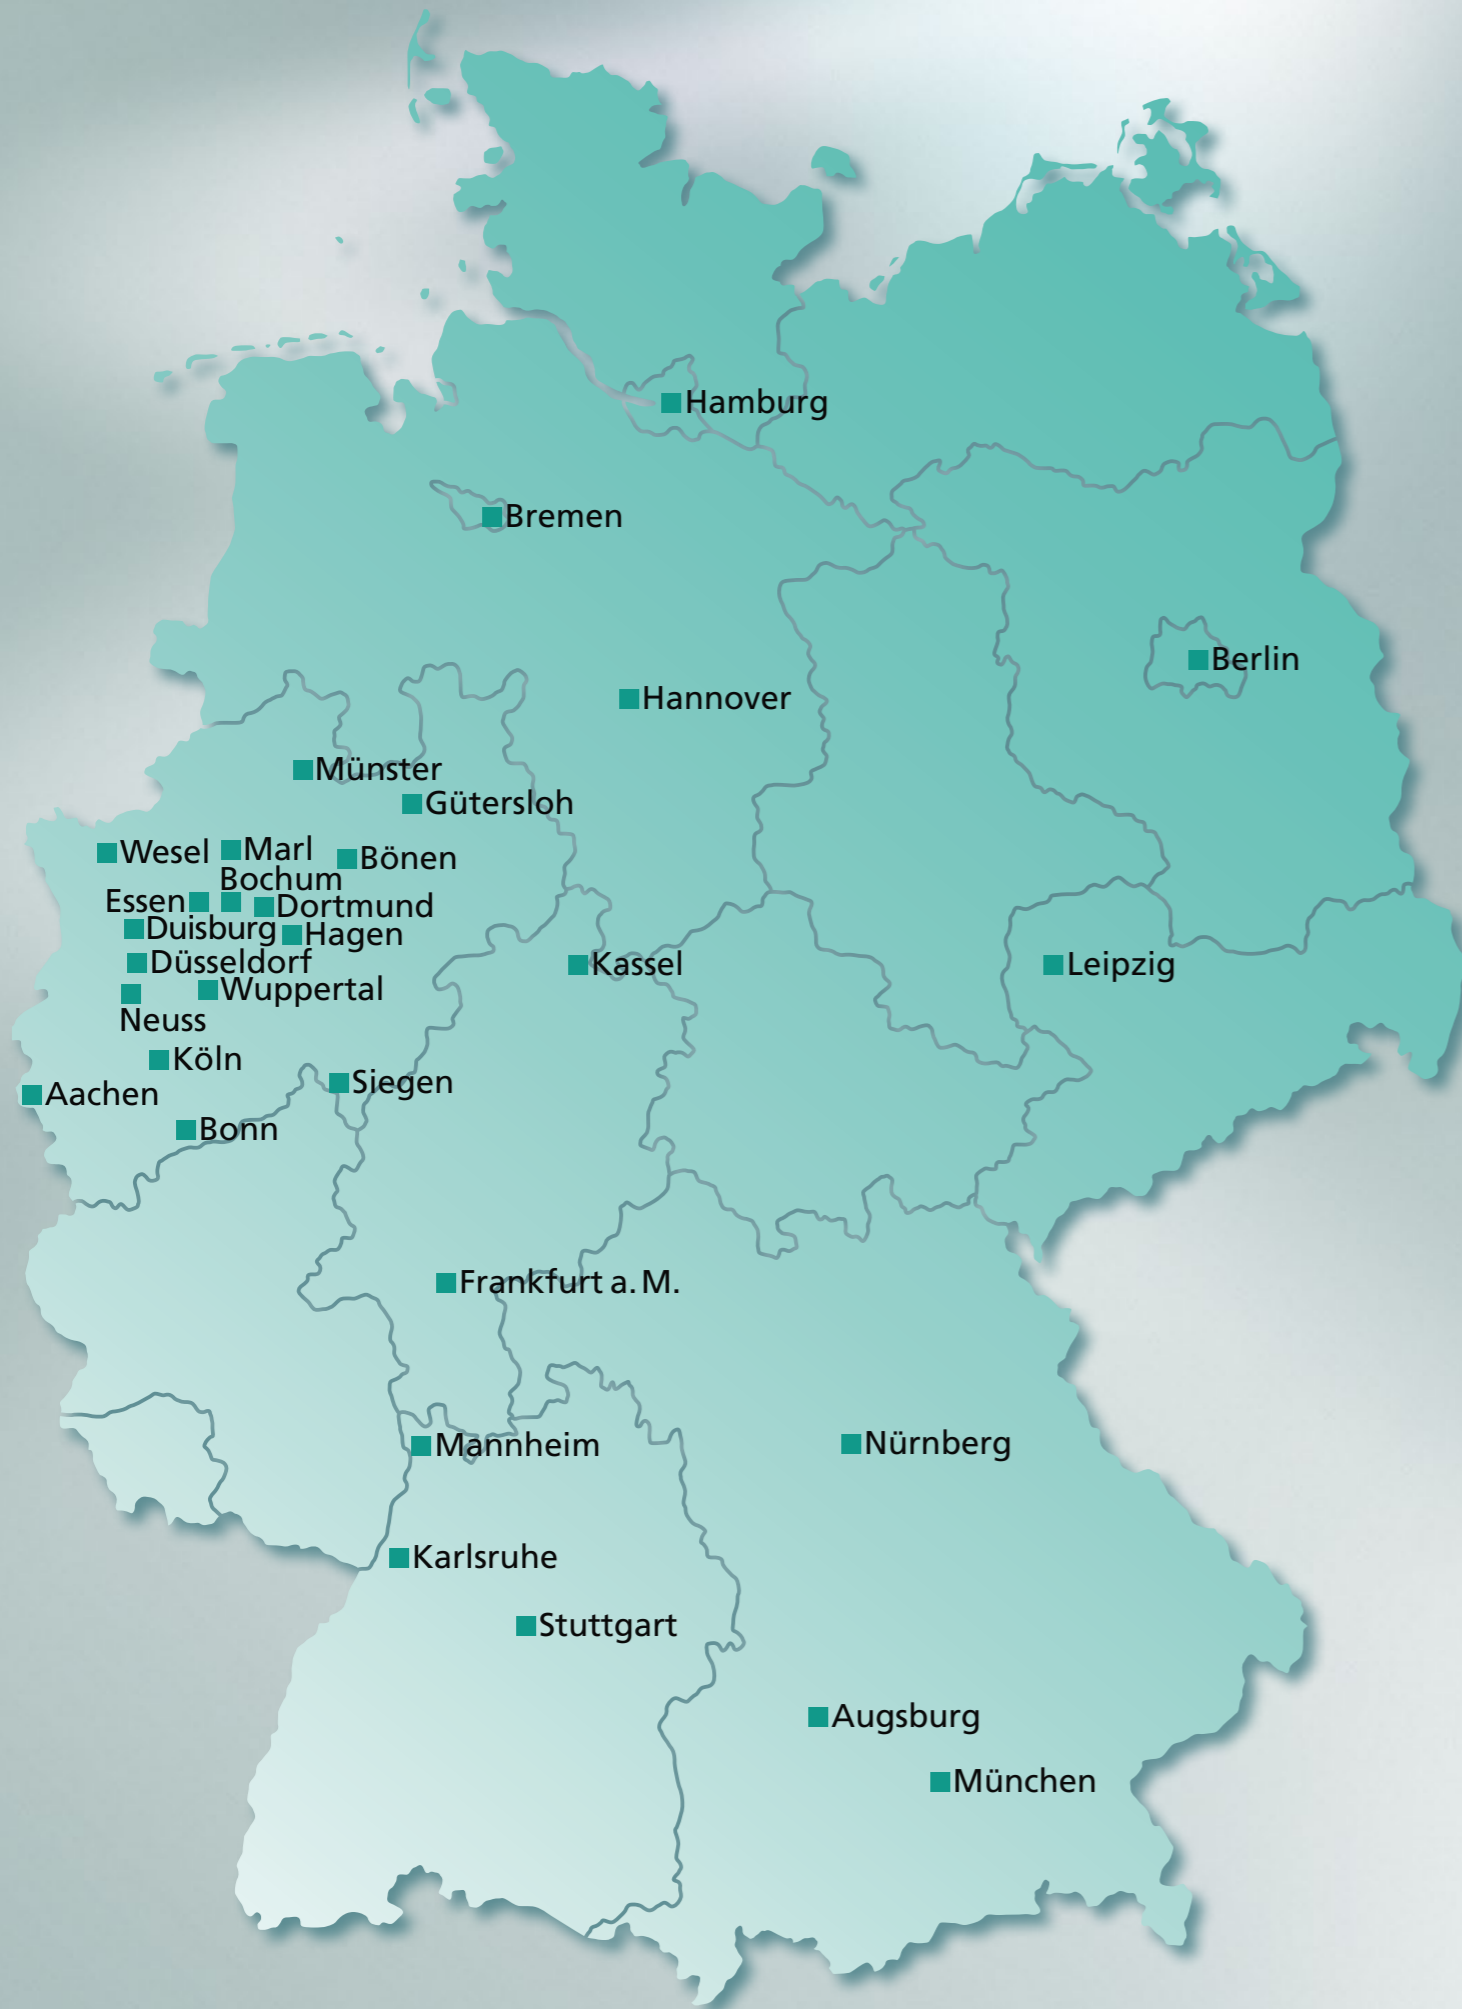 Hamburg
Bremen
Berlin
Hannover
Münster
Gütersloh
Wesel
Marl
Bönen
Bochum
Essen
Dortmund
Duisburg
Hagen
Düsseldorf
Kassel
Leipzig
Wuppertal
Neuss
Köln
Siegen
Aachen
Bonn
Frankfurt a. M.
Mannheim
Nürnberg
Karlsruhe
Stuttgart
Augsburg
München